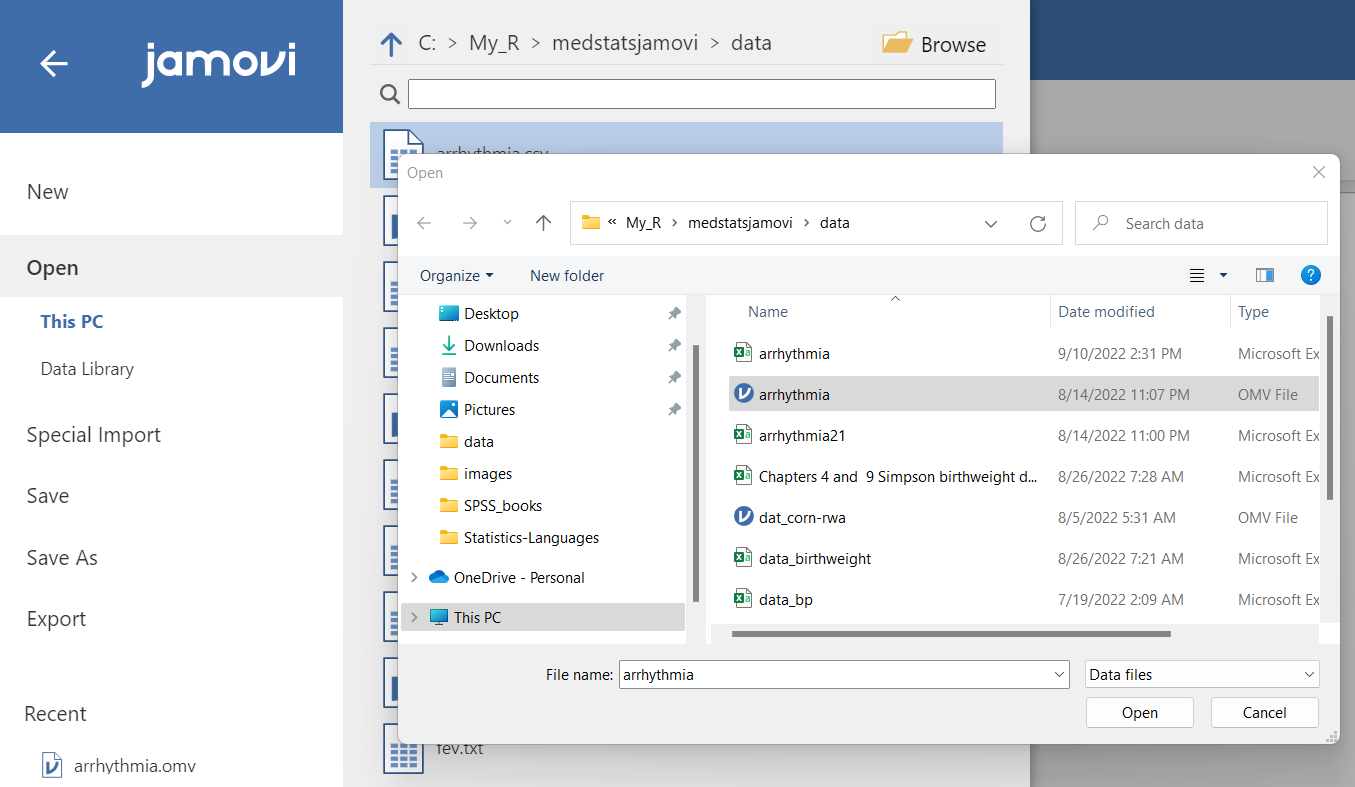 jamovi
New
Open
This PC
Data Library
Special Import
Save
Save As
Export
Recent
arrhythmia.omv
C: > My_R > medstatsjamovi > data
Browse
arrhythmia.csv
Open
« My_R > medstatsjamovi > data
Search data
Organize
New folder
Desktop
Downloads
Documents
Pictures
data
images
SPSS_books
Statistics-Languages
OneDrive - Personal
This PC
Name Date modified Type
arrhythmia 9/10/2022 2:31 PM Microsoft Ex
arrhythmia 8/14/2022 11:07 PM OMV File
arrhythmia21 8/14/2022 11:00 PM Microsoft Ex
Chapters 4 and 9 Simpson birthweight d... 8/26/2022 7:28 AM Microsoft Ex
dat_corn-rwa 8/5/2022 5:31 AM OMV File
data_birthweight 8/26/2022 7:21 AM Microsoft Ex
data_bp 7/19/2022 2:09 AM Microsoft Ex
File name: arrhythmia
Data files
Open
Cancel
fev.txt